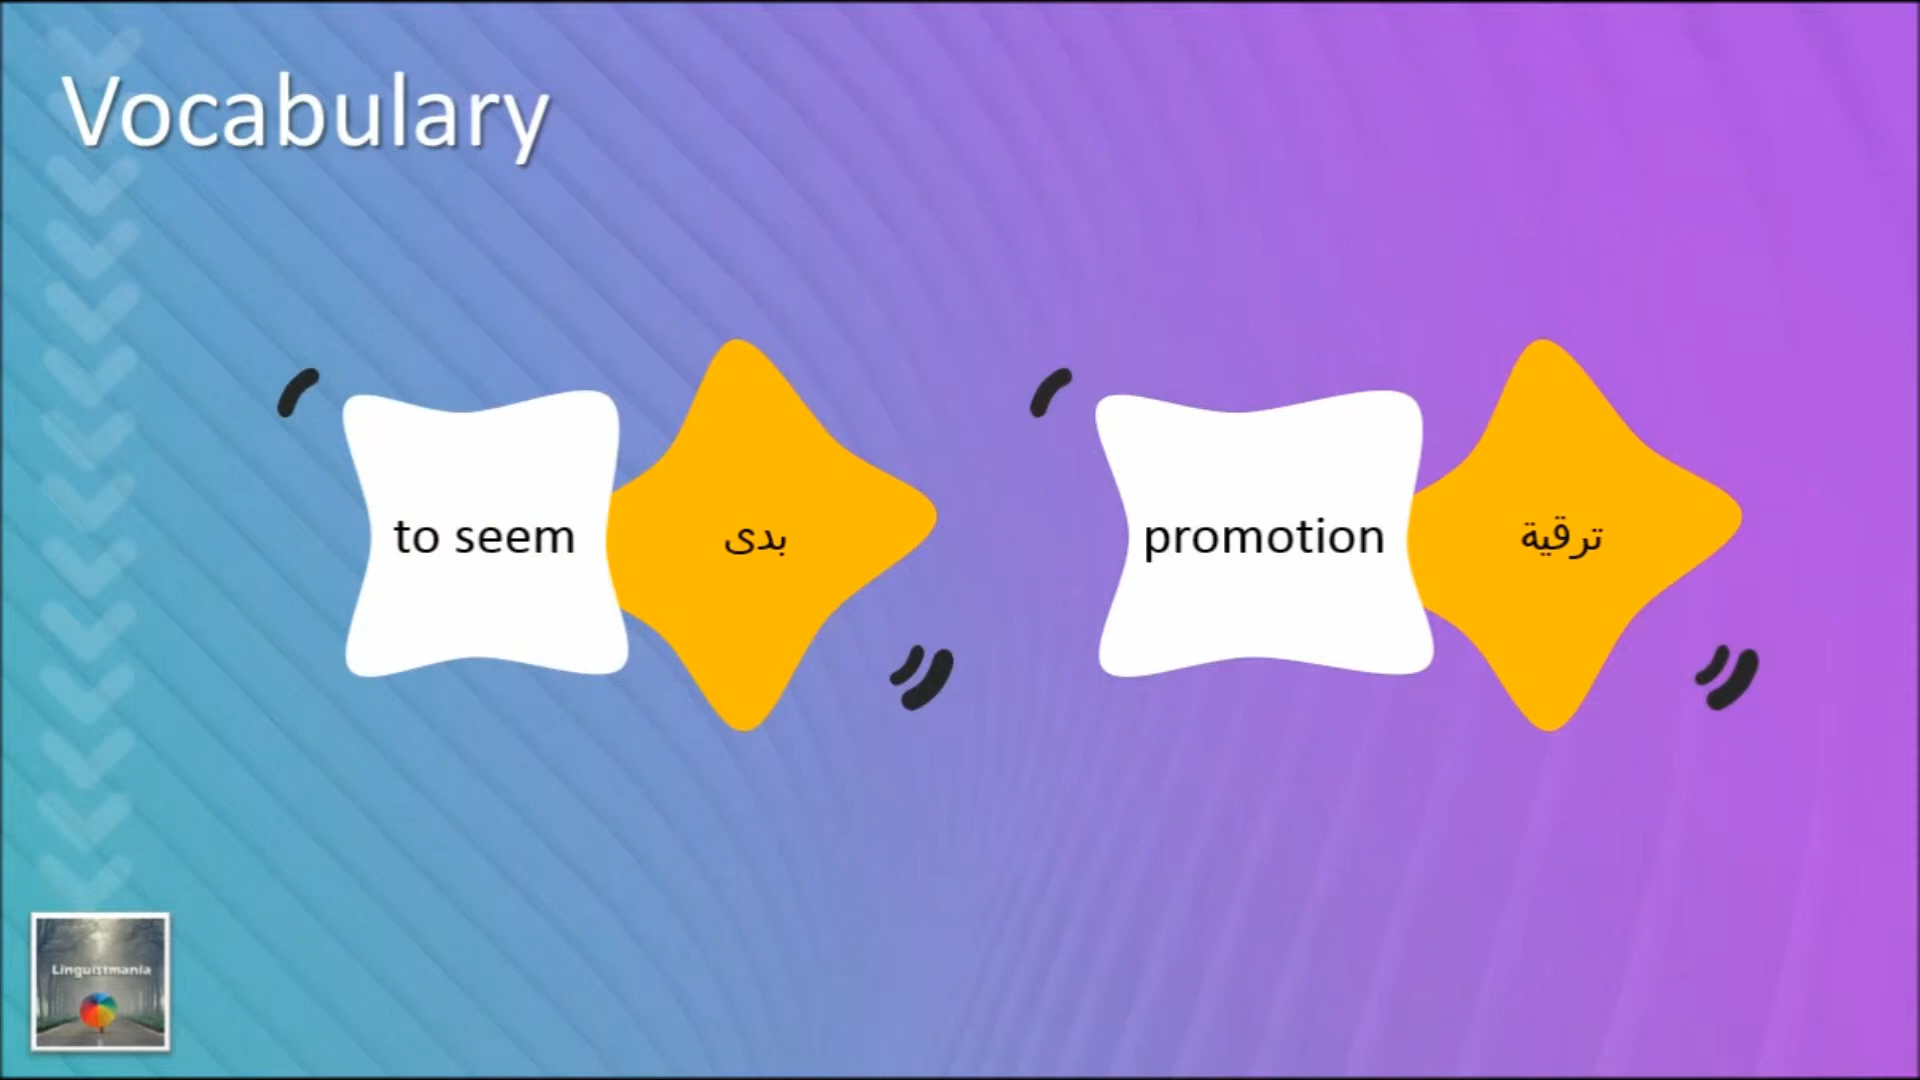 Vocabulary
to seem
بدى
promotion
ترقية
Linguistmania